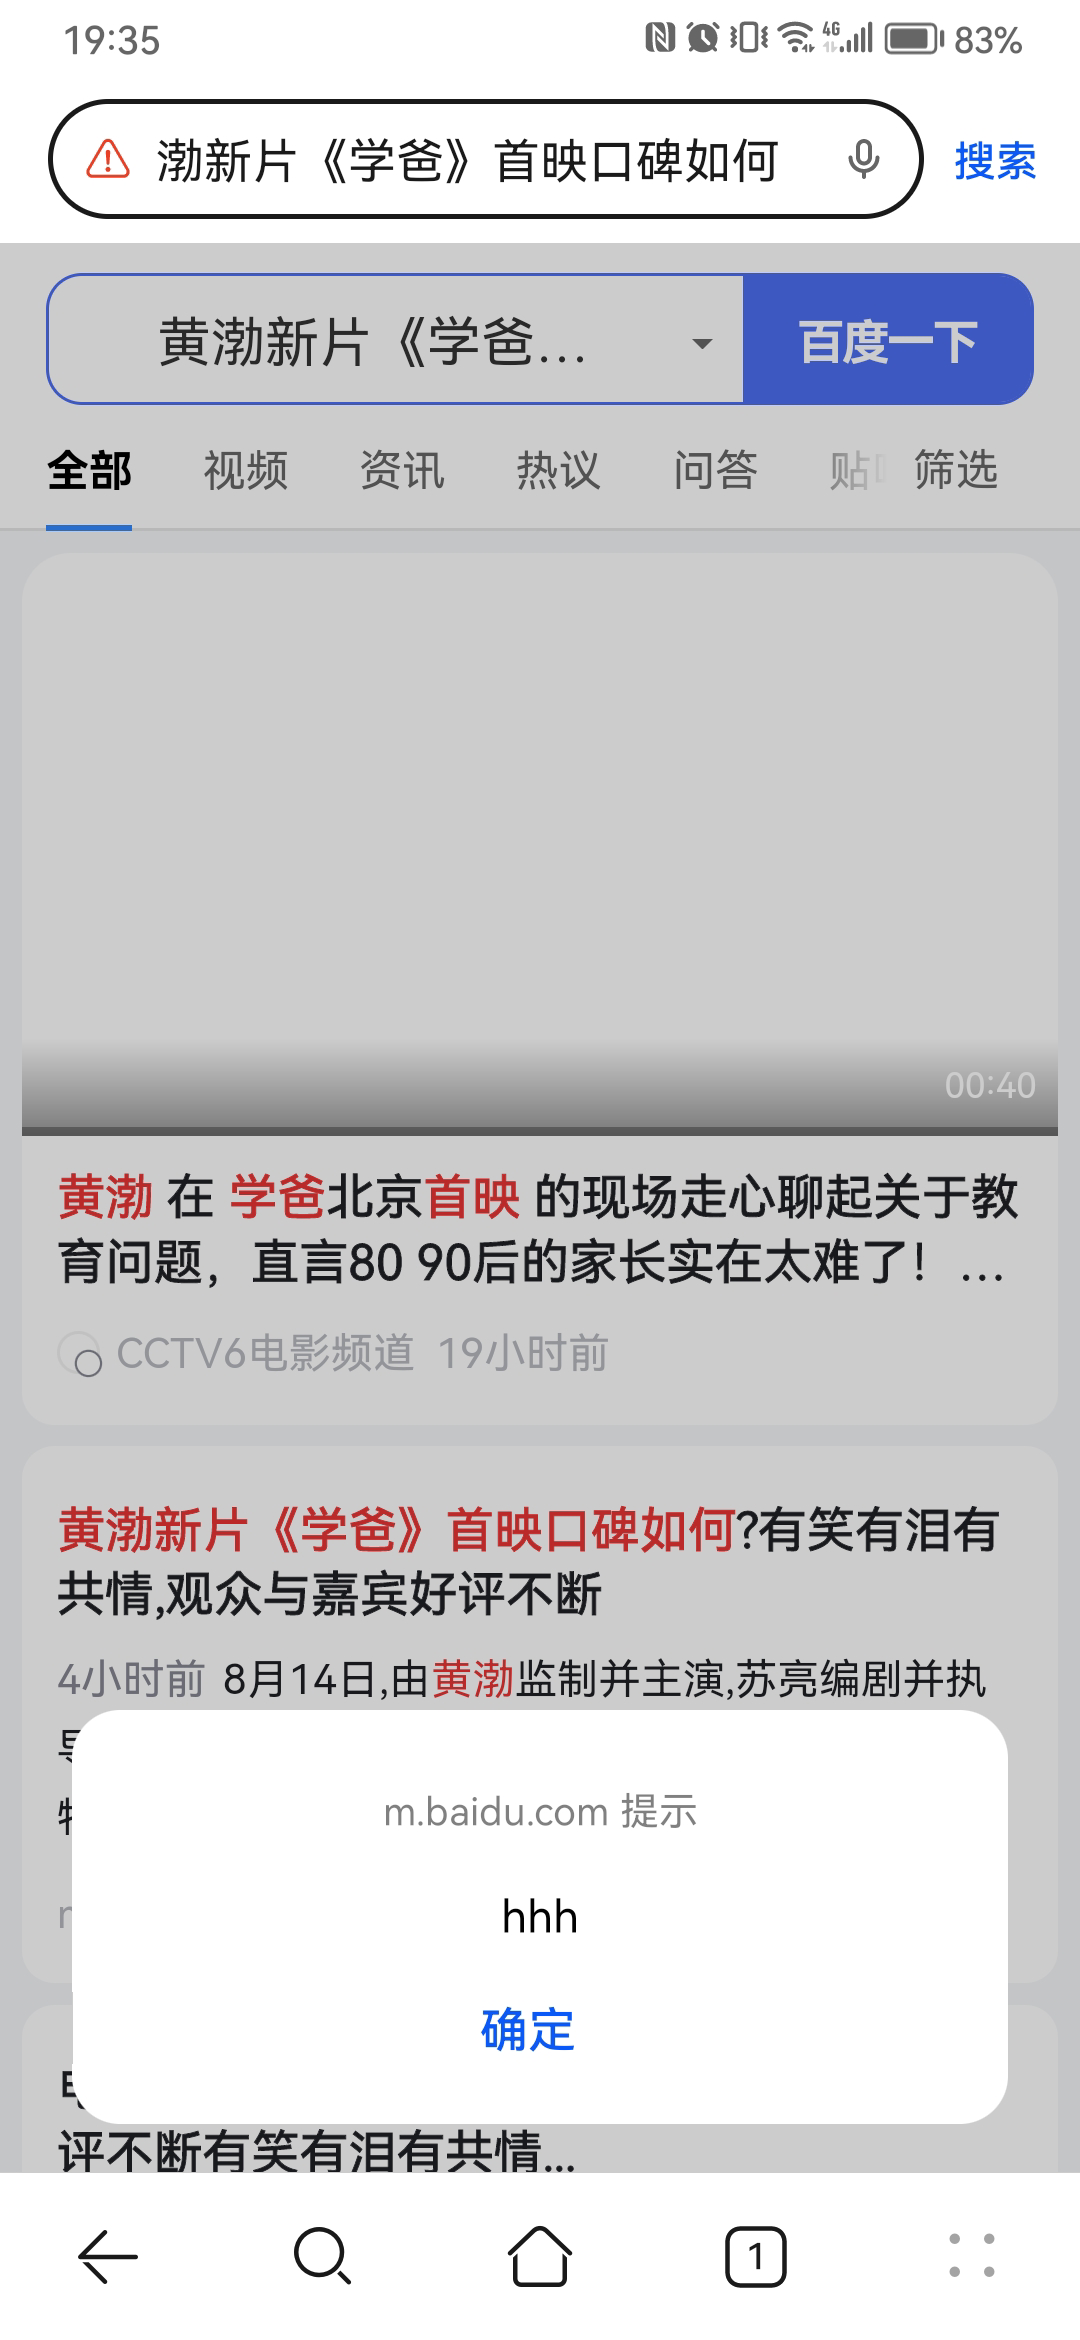 19:35
4G
83%
渤新片《学爸》首映口碑如何
搜索
黄渤新片《学爸...
百度一下
全部 视频 资讯 热议 问答 贴 筛选
00:40
黄渤 在 学爸北京首映 的现场走心聊起关于教
育问题，直言80 90后的家长实在太难了！...
CCTV6电影频道 19小时前
黄渤新片《学爸》首映口碑如何?有笑有泪有
共情,观众与嘉宾好评不断
4小时前 8月14日,由黄渤监制并主演,苏亮编剧并执
m.baidu.com 提示
hhh
确定
评不断有笑有泪有共情...
1